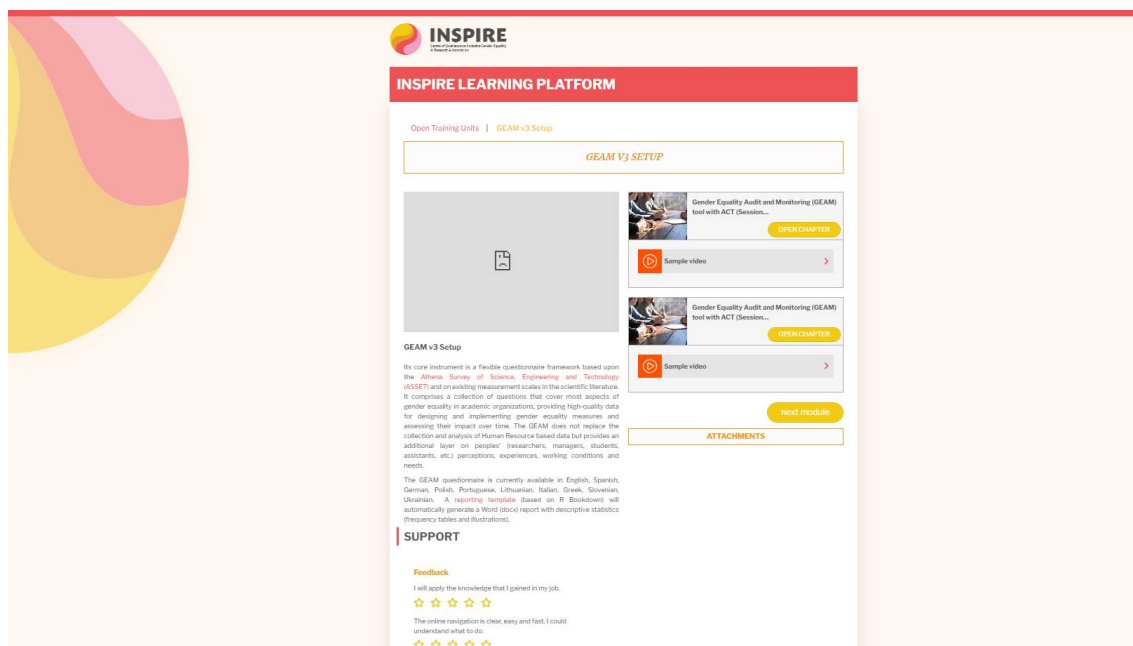 INSPIRE
Centre of Excellence on Inclusive Gender Equality
in Research & Innovation
INSPIRE LEARNING PLATFORM
Open Training Units | GEAM v3 Setup
GEAM V3 SETUP
Gender Equality Audit and Monitoring (GEAM)
tool with ACT (Session...
OPEN CHAPTER
Sample video
Gender Equality Audit and Monitoring (GEAM)
tool with ACT (Session...
OPEN CHAPTER
Sample video
next module
ATTACHMENTS
GEAM v3 Setup
Its core instrument is a flexible questionnaire framework based upon
the Athena Survey of Science, Engineering and Technology
(ASSET) and on existing measurement scales in the scientific literature.
It comprises a collection of questions that cover most aspects of
gender equality in academic organizations, providing high-quality data
for designing and implementing gender equality measures and
assessing their impact over time. The GEAM does not replace the
collection and analysis of Human Resource based data but provides an
additional layer on peoples' (researchers, managers, students,
assistants, etc.) perceptions, experiences, working conditions and
needs.
The GEAM questionnaire is currently available in English, Spanish,
German, Polish, Portuguese, Lithuanian, Italian, Greek, Slovenian,
Ukrainian. A reporting template (based on R Bookdown) will
automatically generate a Word (docx) report with descriptive statistics
(frequency tables and illustrations).
SUPPORT
Feedback
I will apply the knowledge that I gained in my job.
The online navigation is clear, easy and fast. I could
understand what to do.